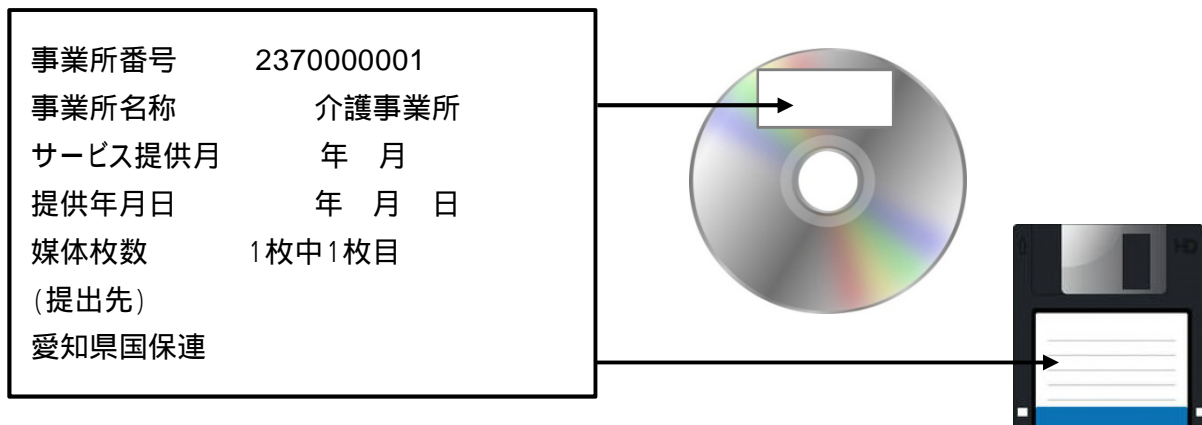 事業所番号 2370000001
事業所名称 介護事業所
サービス提供月 年 月
提供年月日 年 月 日
媒体枚数 1枚中1枚目
(提出先)
愛知県国保連
HD